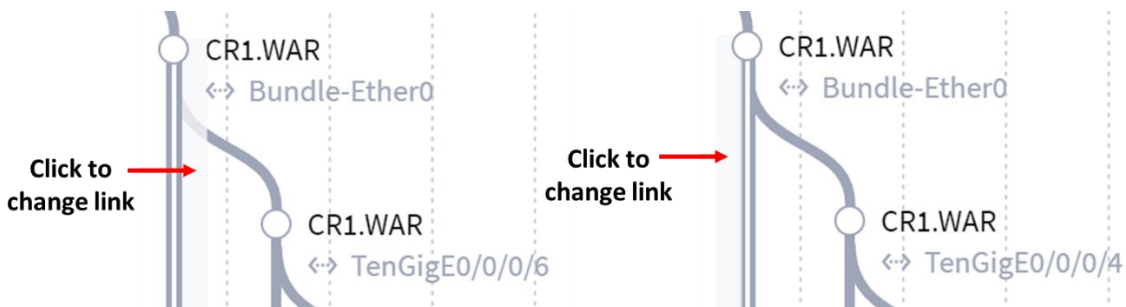 CR1.WAR
Bundle-Ether0
Click to
change link
CR1.WAR
TenGigE0/0/0/6
CR1.WAR
Bundle-Ether0
Click to
change link
CR1.WAR
TenGigE0/0/0/4